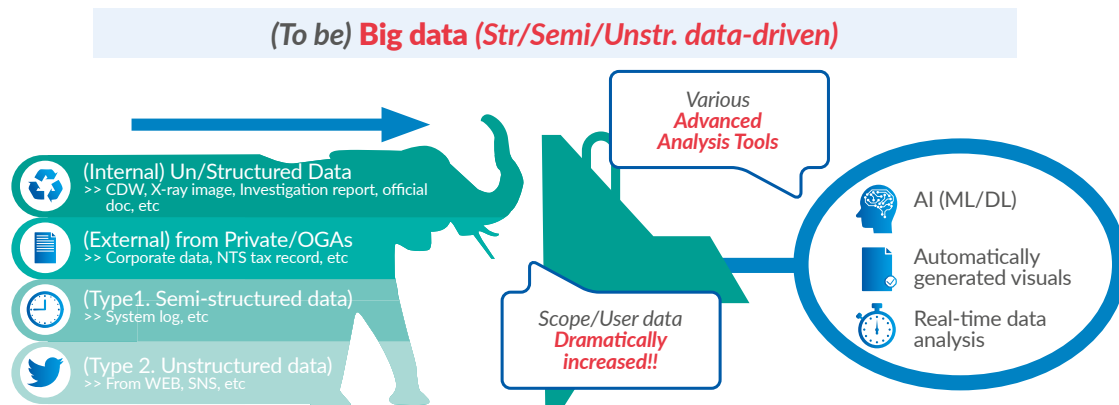 (To be) Big data (Str/Semi/Unstr. data-driven)
(Internal) Un/Structured Data
>> CDW, X-ray image, Investigation report, official
doc, etc
(External) from Private/OGAs
>> Corporate data, NTS tax record, etc
(Type1. Semi-structured data)
>> System log, etc
(Type 2. Unstructured data)
>> From WEB, SNS, etc
Various
Advanced
Analysis Tools
Scope/User data
Dramatically
increased!!
AI (ML/DL)
Automatically
generated visuals
Real-time data
analysis